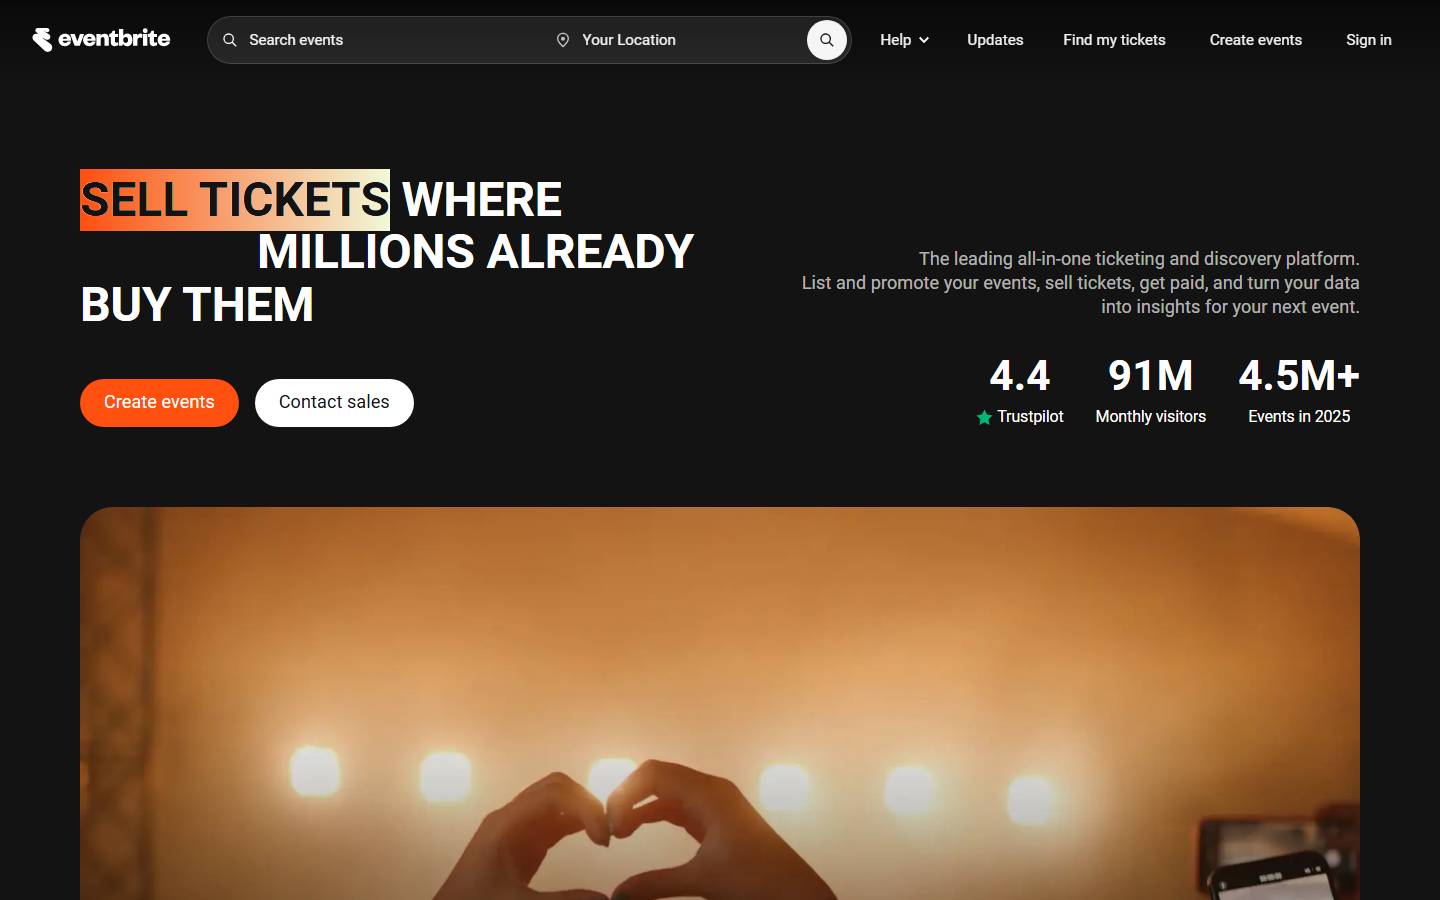 eventbrite
Search events
Your Location
Help
Updates
Find my tickets
Create events
Sign in
SELL TICKETS WHERE
MILLIONS ALREADY
BUY THEM
The leading all-in-one ticketing and discovery platform.
List and promote your events, sell tickets, get paid, and turn your data
into insights for your next event.
Create events
Contact sales
4.4
Trustpilot
91M
Monthly visitors
4.5M+
Events in 2025